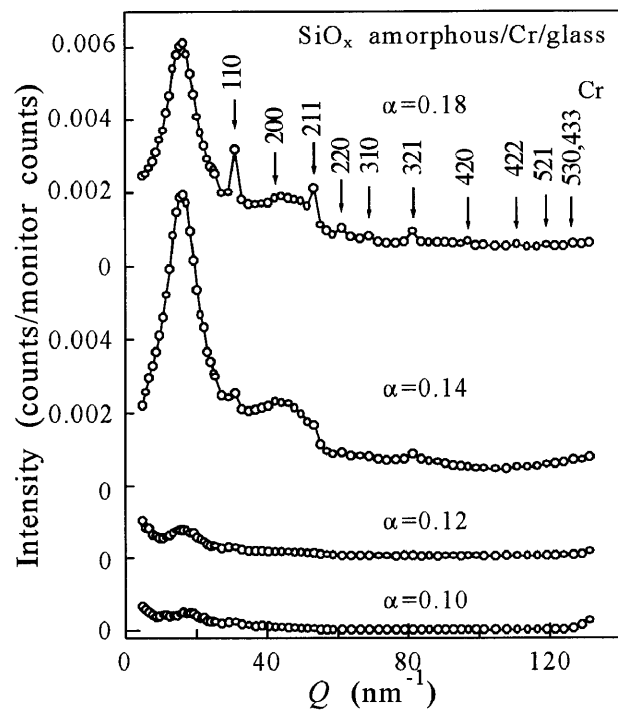 SiOx amorphous/Cr/glass
α=0.18
Cr
110
200
211
220
310
321
420
422
521
530,433
0.006
0.004
0.002
0
α=0.14
0.002
0
α=0.12
0
α=0.10
0
Intensity (counts/monitor counts)
0
40
80
120
Q (nm⁻¹)